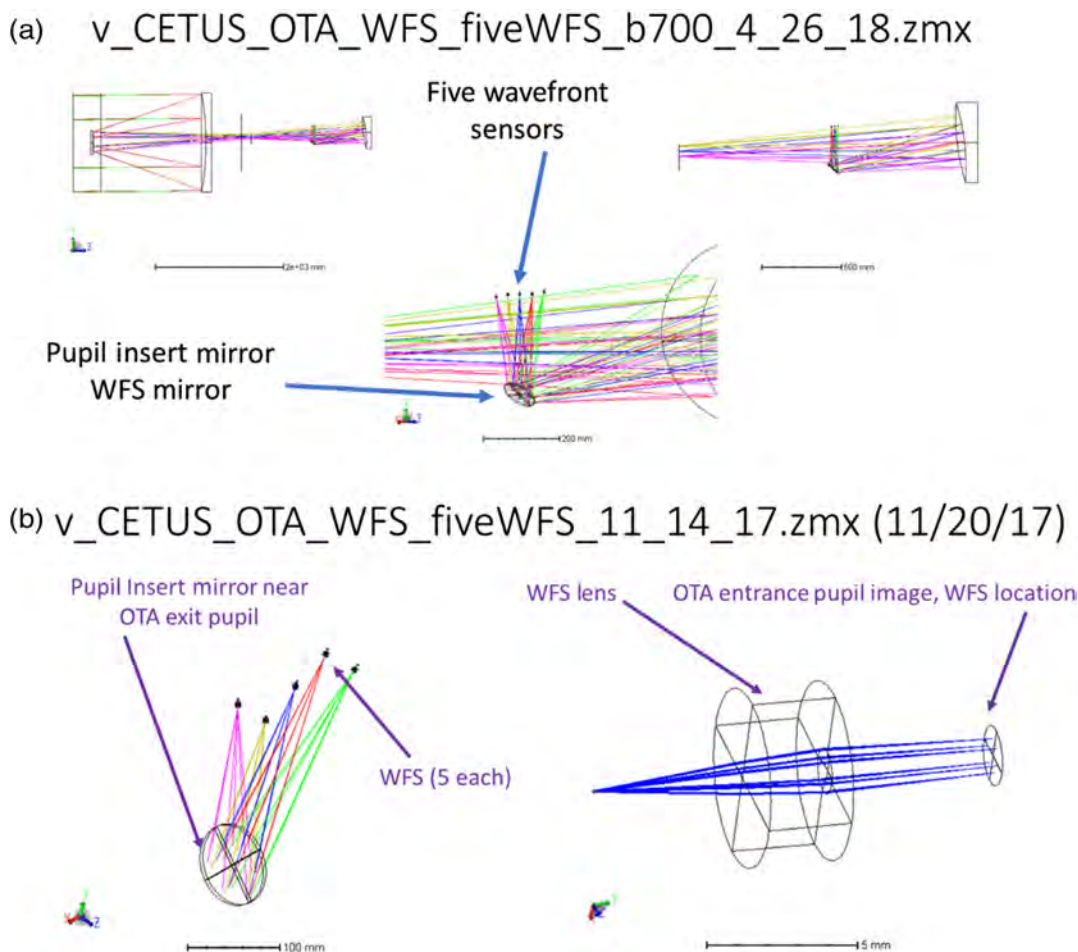 (a) v_CETUS_OTA_WFS_fiveWFS_b700_4_26_18.zmx
Five wavefront
sensors
2e+03 mm
Pupil insert mirror
WFS mirror
200 mm
(b) v_CETUS_OTA_WFS_fiveWFS_11_14_17.zmx (11/20/17)
Pupil Insert mirror near
OTA exit pupil
WFS (5 each)
100 mm
WFS lens
OTA entrance pupil image, WFS location
5 mm